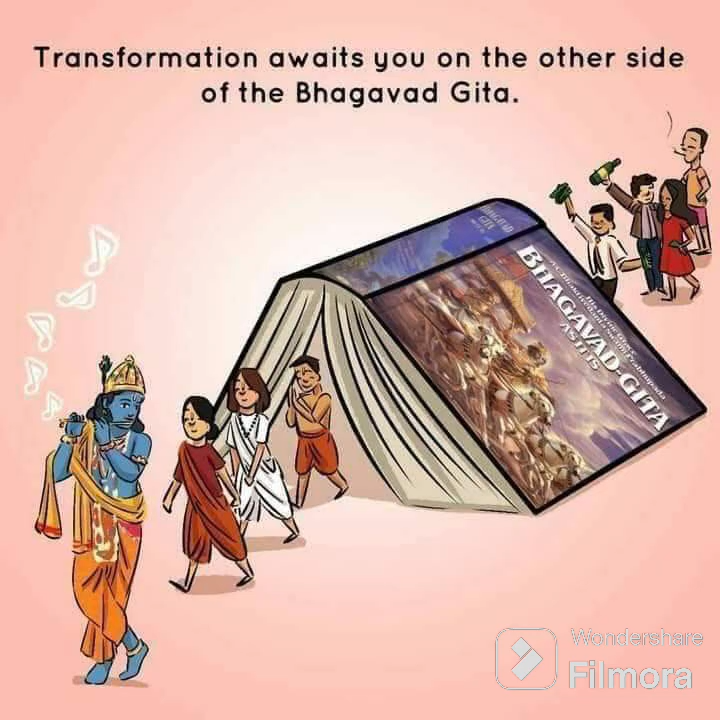 Transformation awaits you on the other side
of the Bhagavad Gita.
BHAGAVAD-GITA
AS IT IS
Wondershare
Filmora